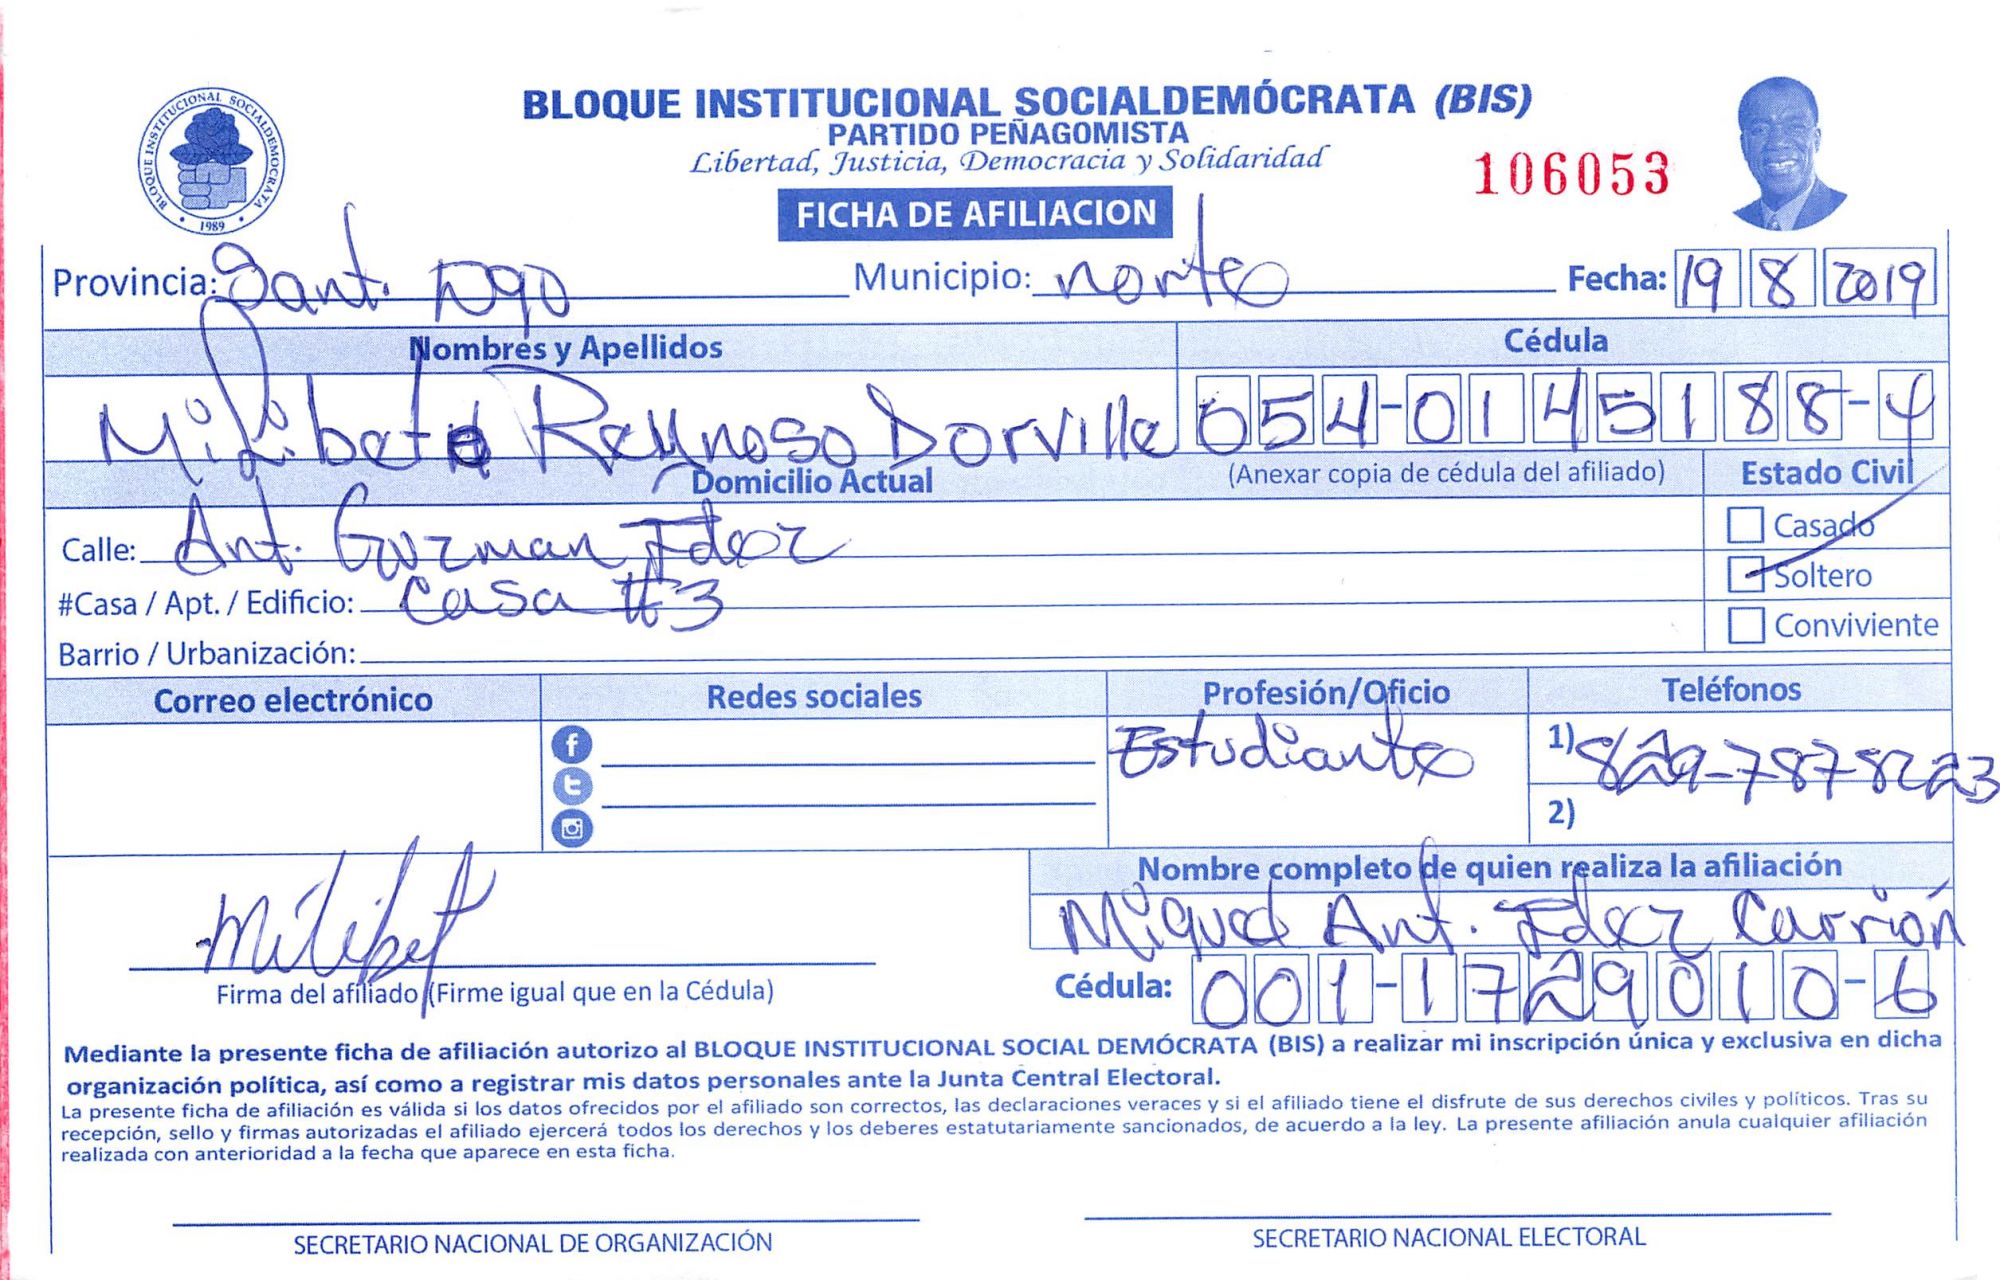 BLOQUE INSTITUCIONAL SOCIALDEMOCRATA
1989
BLOQUE INSTITUCIONAL SOCIALDEMÓCRATA (BIS)
PARTIDO PEÑAGOMISTA
Libertad, Justicia, Democracia y Solidaridad
106053
FICHA DE AFILIACION
Provincia: Sant. Dgo Municipio: Norte Fecha: 19 8 2019
Nombres y Apellidos Cédula
Reynoso Dorville 054-0145188-4
Domicilio Actual (Anexar copia de cédula del afiliado) Estado Civil
Calle: Ant. Guzman Fdez Casado
#Casa / Apt. / Edificio: Casa #3 Soltero
Barrio / Urbanización: Conviviente
Correo electrónico Redes sociales Profesión/Oficio Teléfonos
Estudiante 1) 829-7878223
2)
Nombre completo de quien realiza la afiliación
Miguel Ant. Fdez Carrión
Firma del afiliado (Firme igual que en la Cédula) Cédula: 001-1729010-6
Mediante la presente ficha de afiliación autorizo al BLOQUE INSTITUCIONAL SOCIAL DEMÓCRATA (BIS) a realizar mi inscripción única y exclusiva en dicha
organización política, así como a registrar mis datos personales ante la Junta Central Electoral.
La presente ficha de afiliación es válida si los datos ofrecidos por el afiliado son correctos, las declaraciones veraces y si el afiliado tiene el disfrute de sus derechos civiles y políticos. Tras su
recepción, sello y firmas autorizadas el afiliado ejercerá todos los derechos y los deberes estatutariamente sancionados, de acuerdo a la ley. La presente afiliación anula cualquier afiliación
realizada con anterioridad a la fecha que aparece en esta ficha.
SECRETARIO NACIONAL DE ORGANIZACIÓN SECRETARIO NACIONAL ELECTORAL